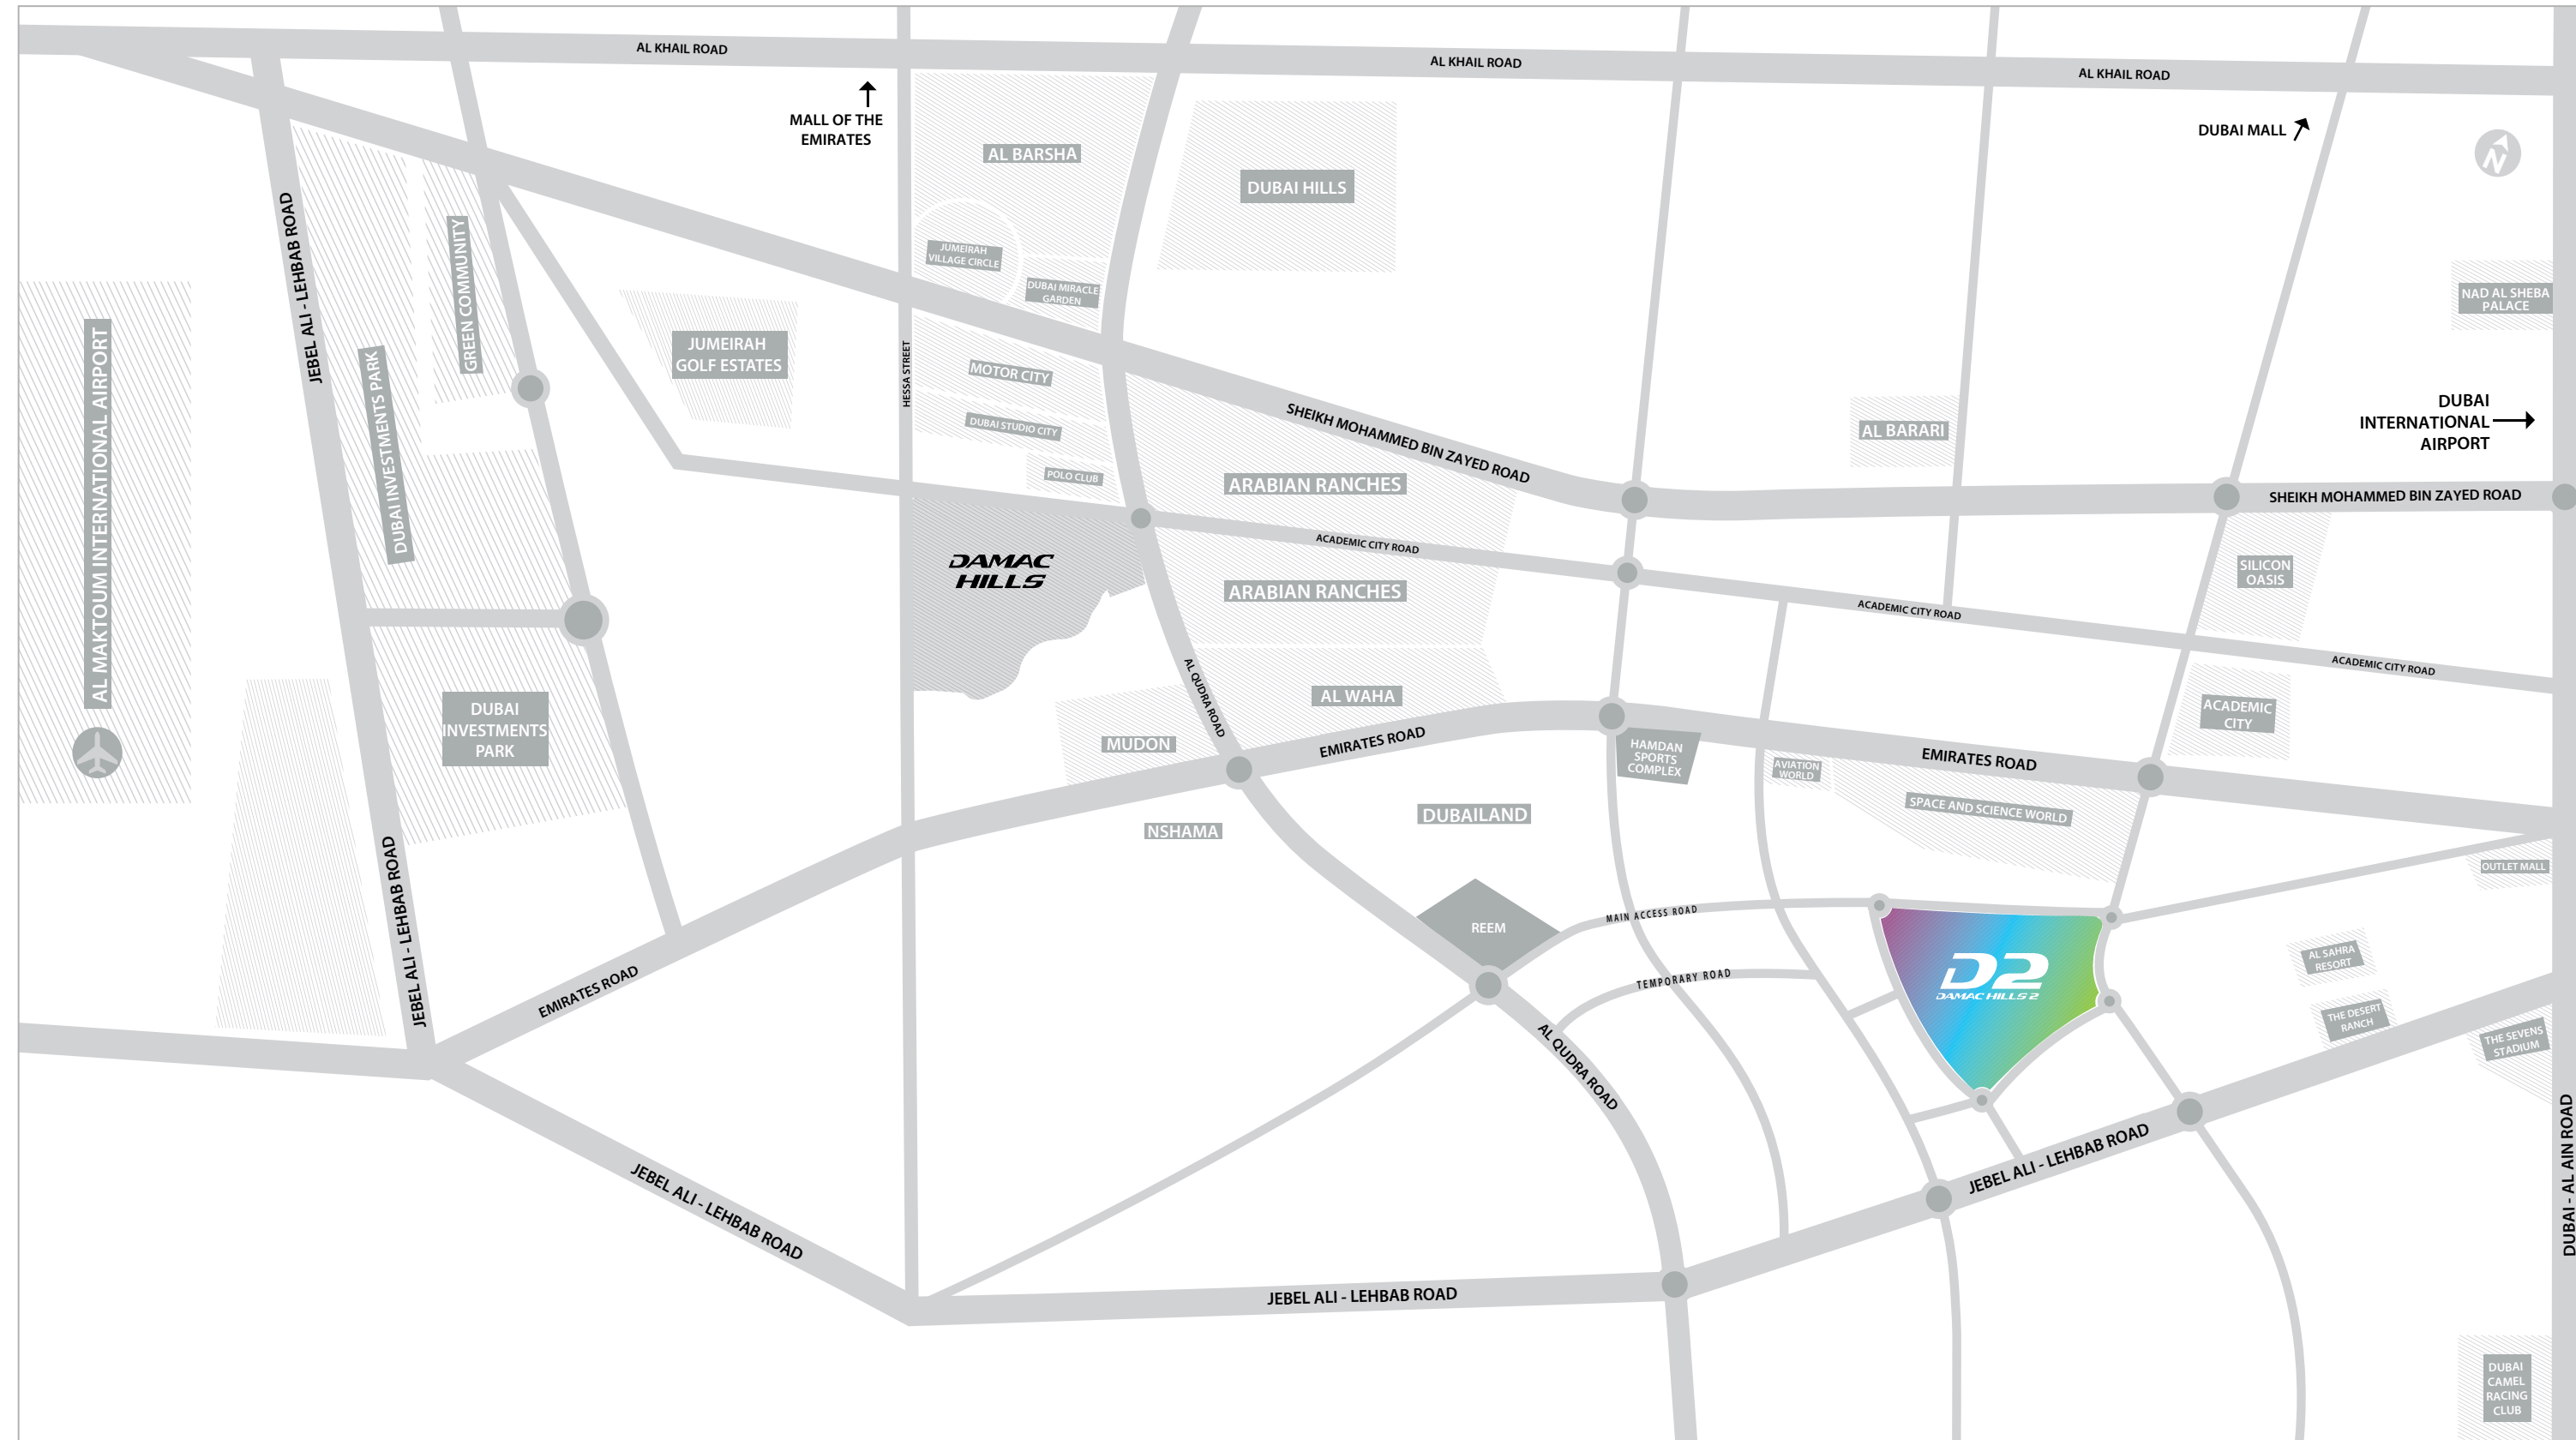 AL KHAIL ROAD
AL KHAIL ROAD
AL KHAIL ROAD
MALL OF THE
EMIRATES
DUBAI MALL
N
AL BARSHA
DUBAI HILLS
JEBEL ALI - LEHBAB ROAD
GREEN COMMUNITY
JUMEIRAH
VILLAGE CIRCLE
DUBAI MIRACLE
GARDEN
NAD AL SHEBA
PALACE
AL MAKTOUM INTERNATIONAL AIRPORT
DUBAI INVESTMENTS PARK
JUMEIRAH
GOLF ESTATES
HESSA STREET
MOTOR CITY
DUBAI STUDIO CITY
POLO CLUB
SHEIKH MOHAMMED BIN ZAYED ROAD
AL BARARI
DUBAI
INTERNATIONAL
AIRPORT
SHEIKH MOHAMMED BIN ZAYED ROAD
ARABIAN RANCHES
ACADEMIC CITY ROAD
DAMAC
HILLS
ARABIAN RANCHES
SILICON
OASIS
ACADEMIC CITY ROAD
ACADEMIC CITY ROAD
AL QUDRA ROAD
AL WAHA
DUBAI
INVESTMENTS
PARK
MUDON
EMIRATES ROAD
HAMDAN
SPORTS
COMPLEX
ACADEMIC
CITY
EMIRATES ROAD
AVIATION
WORLD
SPACE AND SCIENCE WORLD
NSHAMA
DUBAILAND
OUTLET MALL
JEBEL ALI - LEHBAB ROAD
REEM
MAIN ACCESS ROAD
TEMPORARY ROAD
D2
DAMAC HILLS 2
AL SAHRA
RESORT
THE DESERT
RANCH
THE SEVENS
STADIUM
EMIRATES ROAD
AL QUDRA ROAD
JEBEL ALI - LEHBAB ROAD
JEBEL ALI - LEHBAB ROAD
JEBEL ALI - LEHBAB ROAD
DUBAI - AL AIN ROAD
DUBAI
CAMEL
RACING
CLUB